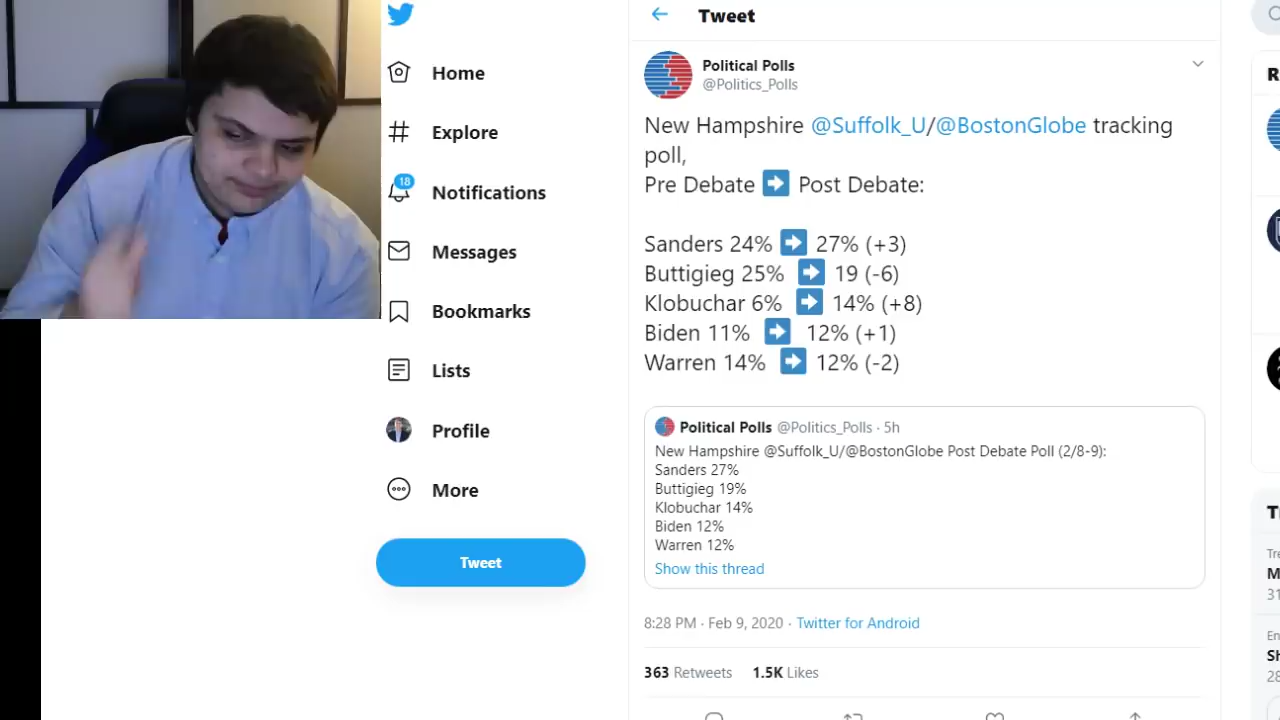 Tweet
Home
Explore
18
Notifications
Messages
Bookmarks
Lists
Profile
More
Tweet
Political Polls
@Politics_Polls
New Hampshire @Suffolk_U/@BostonGlobe tracking
poll,
Pre Debate ➡ Post Debate:
Sanders 24% ➡ 27% (+3)
Buttigieg 25% ➡ 19 (-6)
Klobuchar 6% ➡ 14% (+8)
Biden 11% ➡ 12% (+1)
Warren 14% ➡ 12% (-2)
Political Polls @Politics_Polls · 5h
New Hampshire @Suffolk_U/@BostonGlobe Post Debate Poll (2/8-9):
Sanders 27%
Buttigieg 19%
Klobuchar 14%
Biden 12%
Warren 12%
Show this thread
8:28 PM · Feb 9, 2020 · Twitter for Android
363 Retweets 1.5K Likes